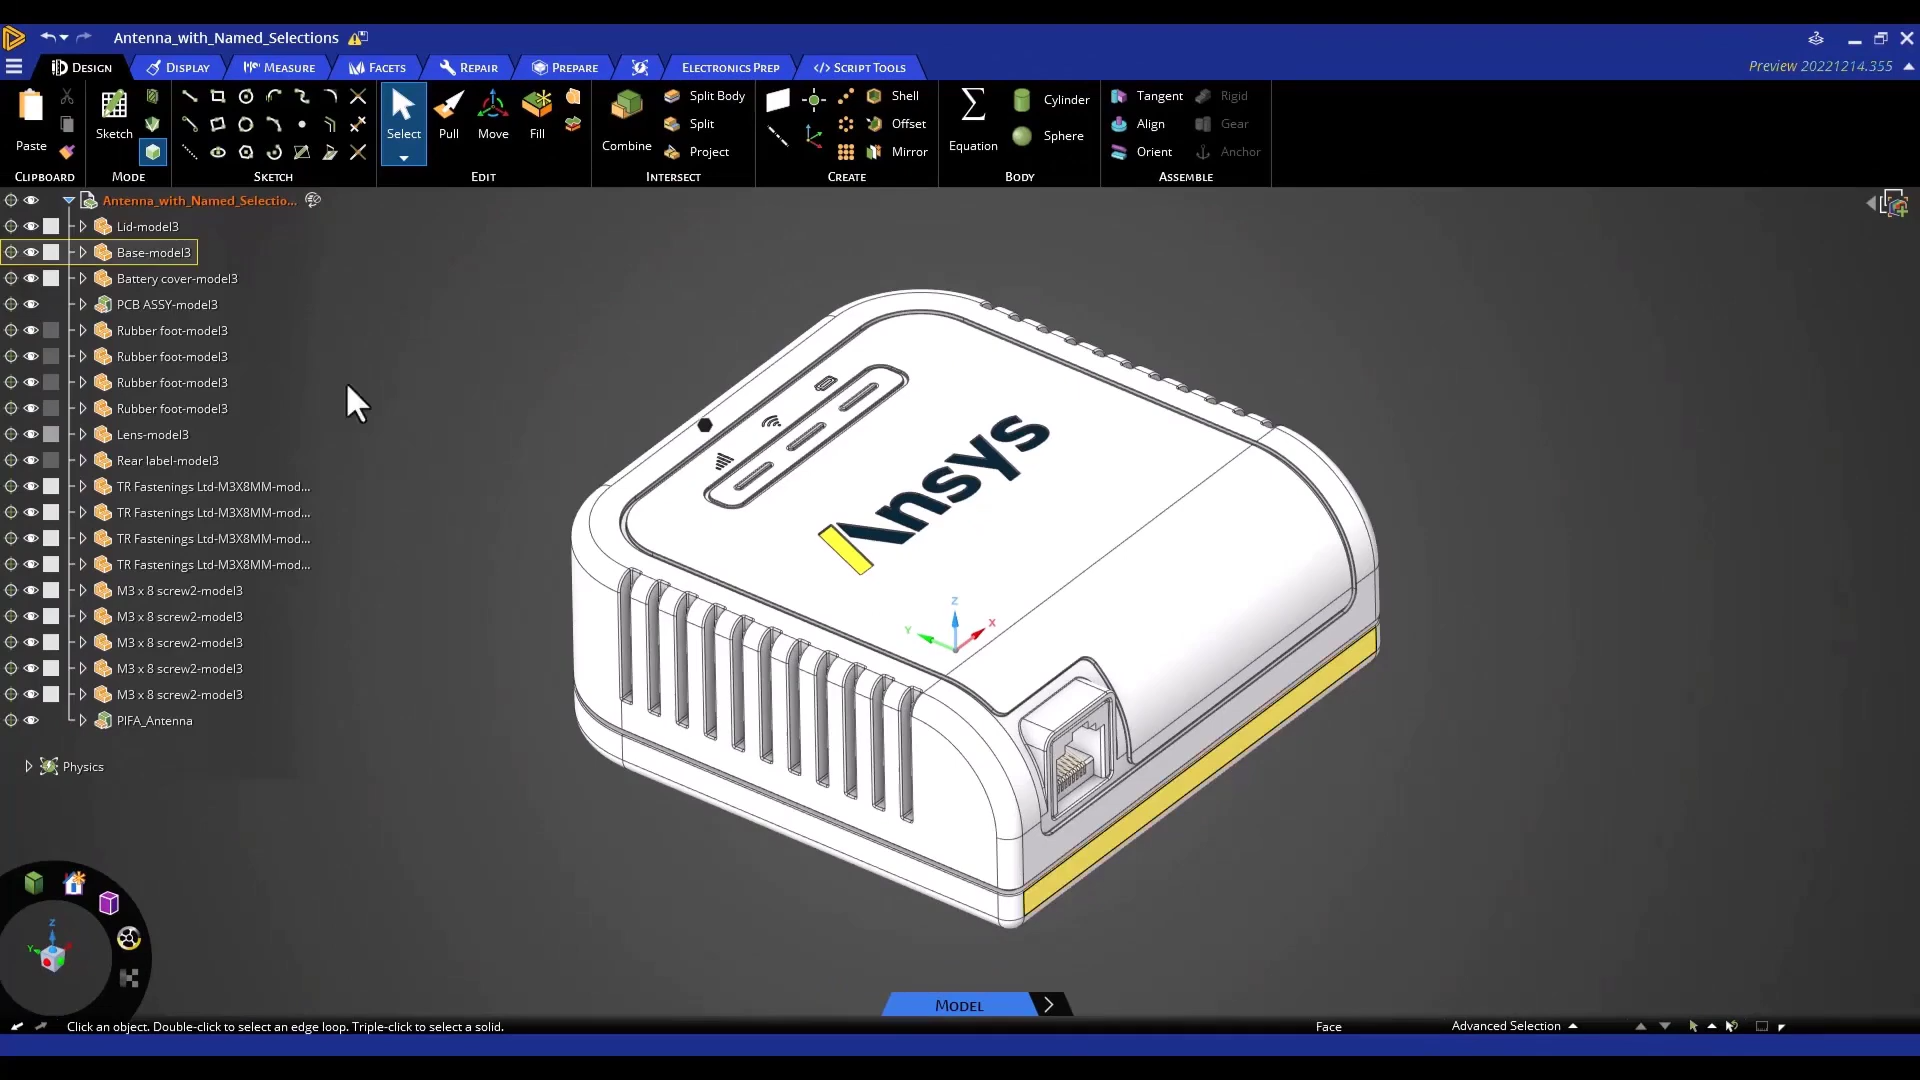 Antenna_with_Named_Selections
DESIGN
DISPLAY
MEASURE
FACETS
REPAIR
PREPARE
ELECTRONICS PREP
</> SCRIPT TOOLS
Preview 20221214.355
Paste
CLIPBOARD
Sketch
MODE
SKETCH
Select
Pull
Move
Fill
EDIT
Combine
Split Body
Split
Project
INTERSECT
Shell
Offset
Mirror
CREATE
Equation
Cylinder
Sphere
BODY
Tangent
Align
Orient
Rigid
Gear
Anchor
ASSEMBLE
Antenna_with_Named_Selectio...
Lid-model3
Base-model3
Battery cover-model3
PCB ASSY-model3
Rubber foot-model3
Rubber foot-model3
Rubber foot-model3
Rubber foot-model3
Lens-model3
Rear label-model3
TR Fastenings Ltd-M3X8MM-mod...
TR Fastenings Ltd-M3X8MM-mod...
TR Fastenings Ltd-M3X8MM-mod...
TR Fastenings Ltd-M3X8MM-mod...
M3 x 8 screw2-model3
M3 x 8 screw2-model3
M3 x 8 screw2-model3
M3 x 8 screw2-model3
M3 x 8 screw2-model3
PIFA_Antenna
Physics
Ansys
Z
Y
X
Z
Y
MODEL
Click an object. Double-click to select an edge loop. Triple-click to select a solid.
Face
Advanced Selection